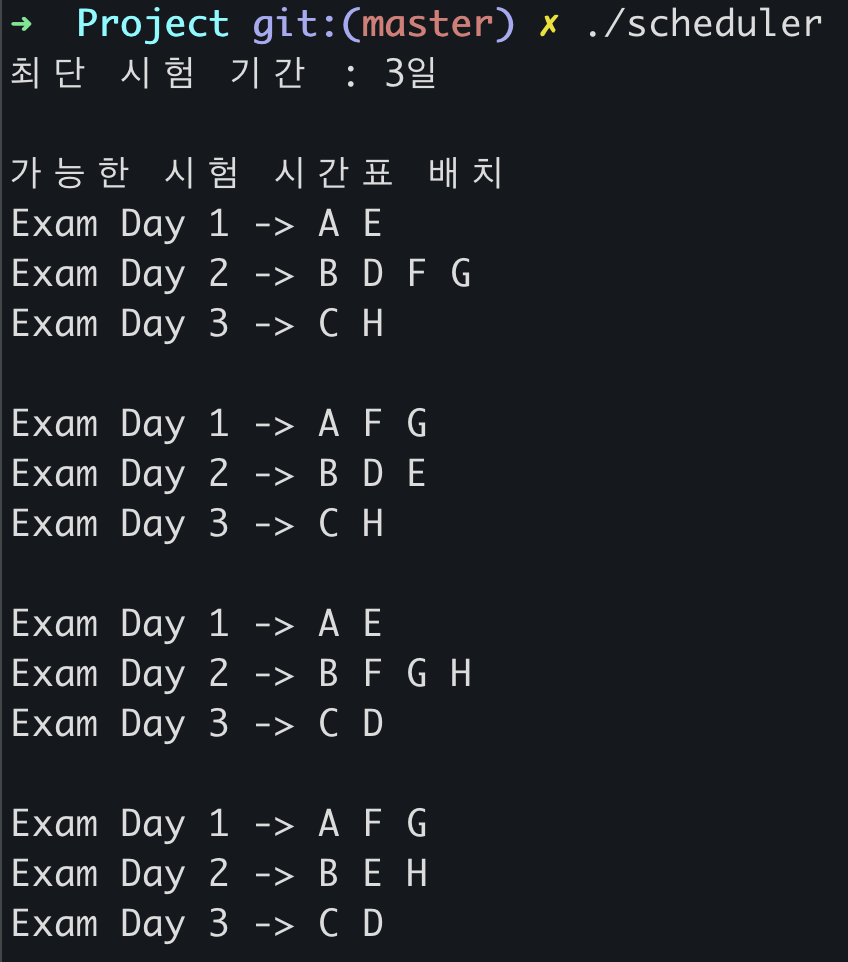 ➜  Project git:(master) ✗ ./scheduler
최단 시험 기간 : 3일
가능한 시험 시간표 배치
Exam Day 1 -> A E
Exam Day 2 -> B D F G
Exam Day 3 -> C H
Exam Day 1 -> A F G
Exam Day 2 -> B D E
Exam Day 3 -> C H
Exam Day 1 -> A E
Exam Day 2 -> B F G H
Exam Day 3 -> C D
Exam Day 1 -> A F G
Exam Day 2 -> B E H
Exam Day 3 -> C D